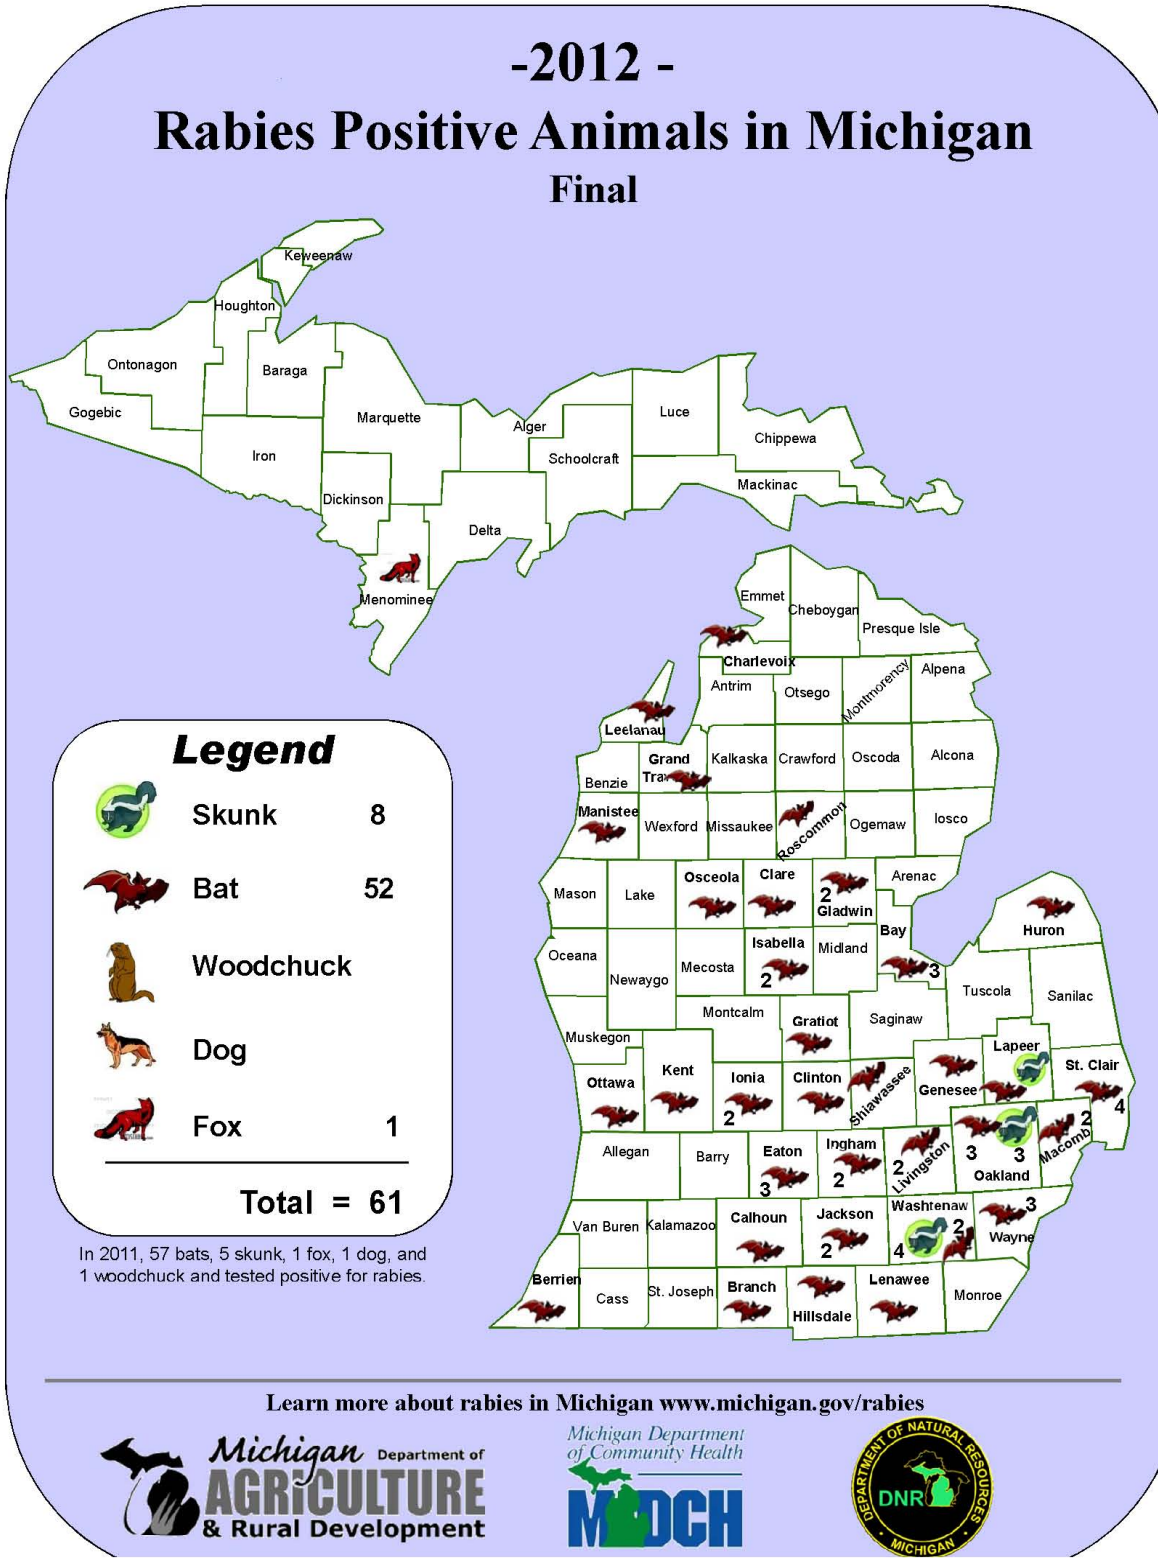 -2012 -
Rabies Positive Animals in Michigan
Final
Keweenaw
Houghton
Ontonagon
Baraga
Gogebic
Marquette
Luce
Alger
Chippewa
Iron
Schoolcraft
Mackinac
Dickinson
Delta
Menominee
Emmet
Cheboygan
Presque Isle
Charlevoix
Antrim
Otsego
Montmorency
Alpena
Leelanau
Benzie
Grand
Kalkaska
Crawford
Oscoda
Alcona
Manistee
Wexford
Missaukee
Roscommon
Ogemaw
Iosco
Mason
Lake
Osceola
Clare
2
Gladwin
Arenac
Bay
3
Huron
Oceana
Newaygo
Mecosta
Isabella
2
Midland
Tuscola
Sanilac
Muskegon
Montcalm
Gratiot
Saginaw
Lapeer
Ottawa
Kent
Ionia
2
Clinton
Shiawassee
Genesee
St. Clair
4
Allegan
Barry
Eaton
3
Ingham
2
2
Livingston
3
3
Oakland
2
Macomb
Van Buren
Kalamazoo
Calhoun
Jackson
2
Washtenaw
4
2
3
Wayne
Berrien
Cass
St. Joseph
Branch
Hillsdale
Lenawee
Monroe
Legend
Skunk 8
Bat 52
Woodchuck
Dog
Fox 1
Total = 61
In 2011, 57 bats, 5 skunk, 1 fox, 1 dog, and
1 woodchuck and tested positive for rabies.
Learn more about rabies in Michigan www.michigan.gov/rabies
Michigan Department of
AGRICULTURE
& Rural Development
Michigan Department
of Community Health
MDCH
DEPARTMENT OF NATURAL RESOURCES
DNR
MICHIGAN